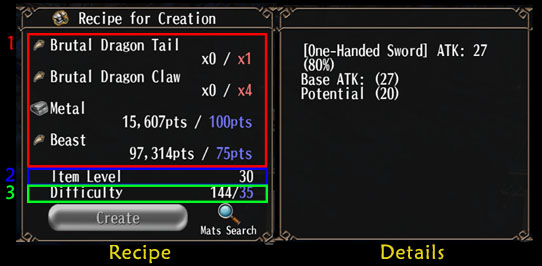 Recipe for Creation
1
Brutal Dragon Tail
x0 / x1
Brutal Dragon Claw
x0 / x4
Metal
15,607pts / 100pts
Beast
97,314pts / 75pts
2
Item Level 30
3
Difficulty 144/35
Create
Mats Search
Recipe
[One-Handed Sword] ATK: 27
(80%)
Base ATK: (27)
Potential (20)
Details